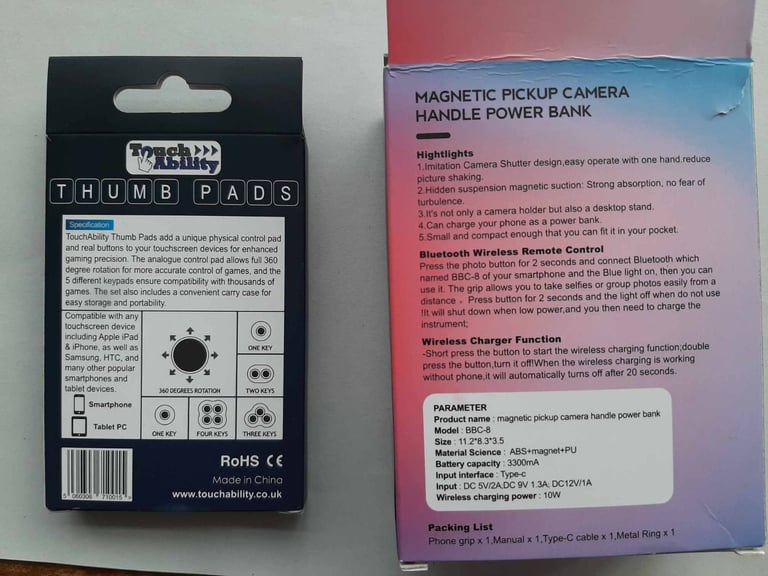 Touch
Ability
THUMB PADS
Specification
TouchAbility Thumb Pads add a unique physical control pad
and real buttons to your touchscreen devices for enhanced
gaming precision. The analogue control pad allows full 360
degree rotation for more accurate control of games, and the
5 different keypads ensure compatibility with thousands of
games. The set also includes a convenient carry case for
easy storage and portability.
Compatible with any
touchscreen device
including Apple iPad
& iPhone, as well as
Samsung, HTC, and
many other popular
smartphones and
tablet devices.
Smartphone
Tablet PC
360 DEGREES ROTATION
ONE KEY
TWO KEYS
ONE KEY
FOUR KEYS
THREE KEYS
5 060306 710015 >
RoHS CE
Made in China
www.touchability.co.uk
MAGNETIC PICKUP CAMERA
HANDLE POWER BANK
Hightlights
1.Imitation Camera Shutter design,easy operate with one hand.reduce
picture shaking.
2.Hidden suspension magnetic suction: Strong absorption, no fear of
turbulence.
3.It's not only a camera holder but also a desktop stand.
4.Can charge your phone as a power bank.
5.Small and compact enough that you can fit it in your pocket.
Bluetooth Wireless Remote Control
Press the photo button for 2 seconds and connect Bluetooth which
named BBC-8 of your smartphone and the Blue light on, then you can
use it. The grip allows you to take selfies or group photos easily from a
distance 。Press button for 2 seconds and the light off when do not use
!It will shut down when low power,and you then need to charge the
instrument;
Wireless Charger Function
-Short press the button to start the wireless charging function;double
press the button,turn it off!When the wireless charging is working
without phone,it will automatically turns off after 20 seconds.
PARAMETER
Product name : magnetic pickup camera handle power bank
Model : BBC-8
Size : 11.2*8.3*3.5
Material Science : ABS+magnet+PU
Battery capacity : 3300mA
Input interface : Type-c
Input : DC 5V/2A,DC 9V 1.3A; DC12V/1A
Wireless charging power : 10W
Packing List
Phone grip x 1,Manual x 1,Type-C cable x 1,Metal Ring x 1